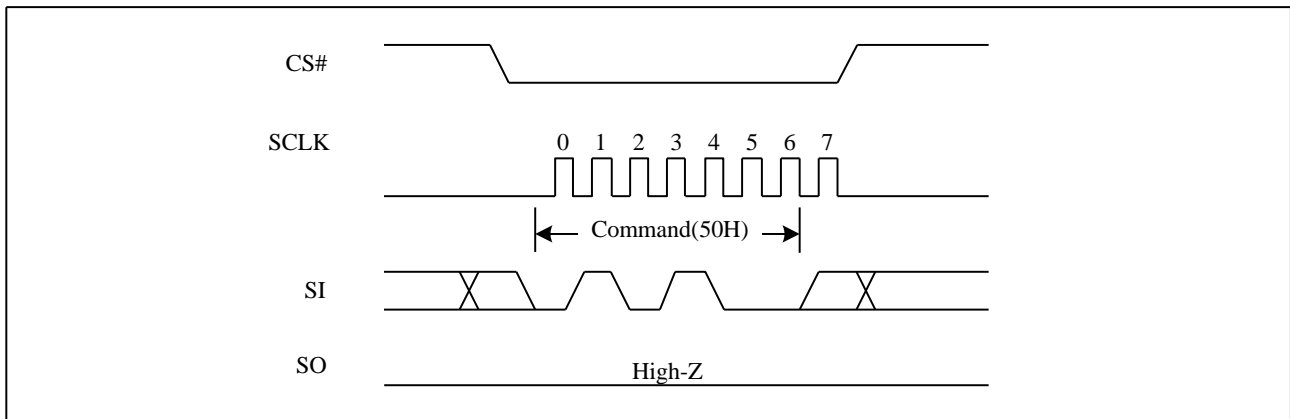 CS#
SCLK
0 1 2 3 4 5 6 7
Command(50H)
SI
SO
High-Z